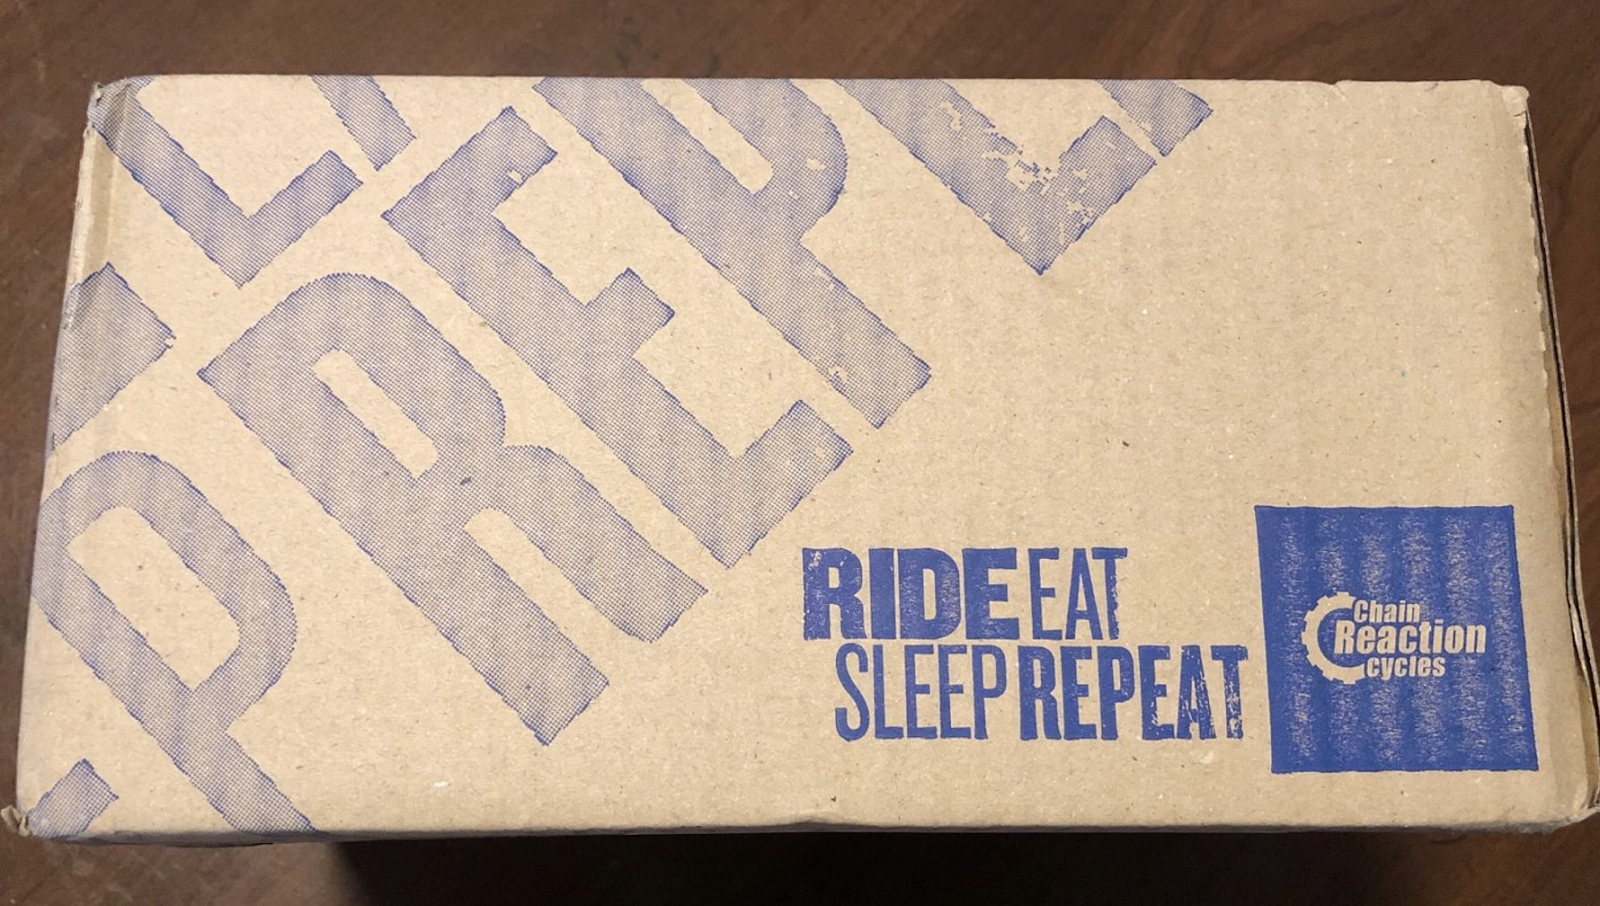 RIDE EAT
SLEEP REPEAT
Chain
Reaction
cycles